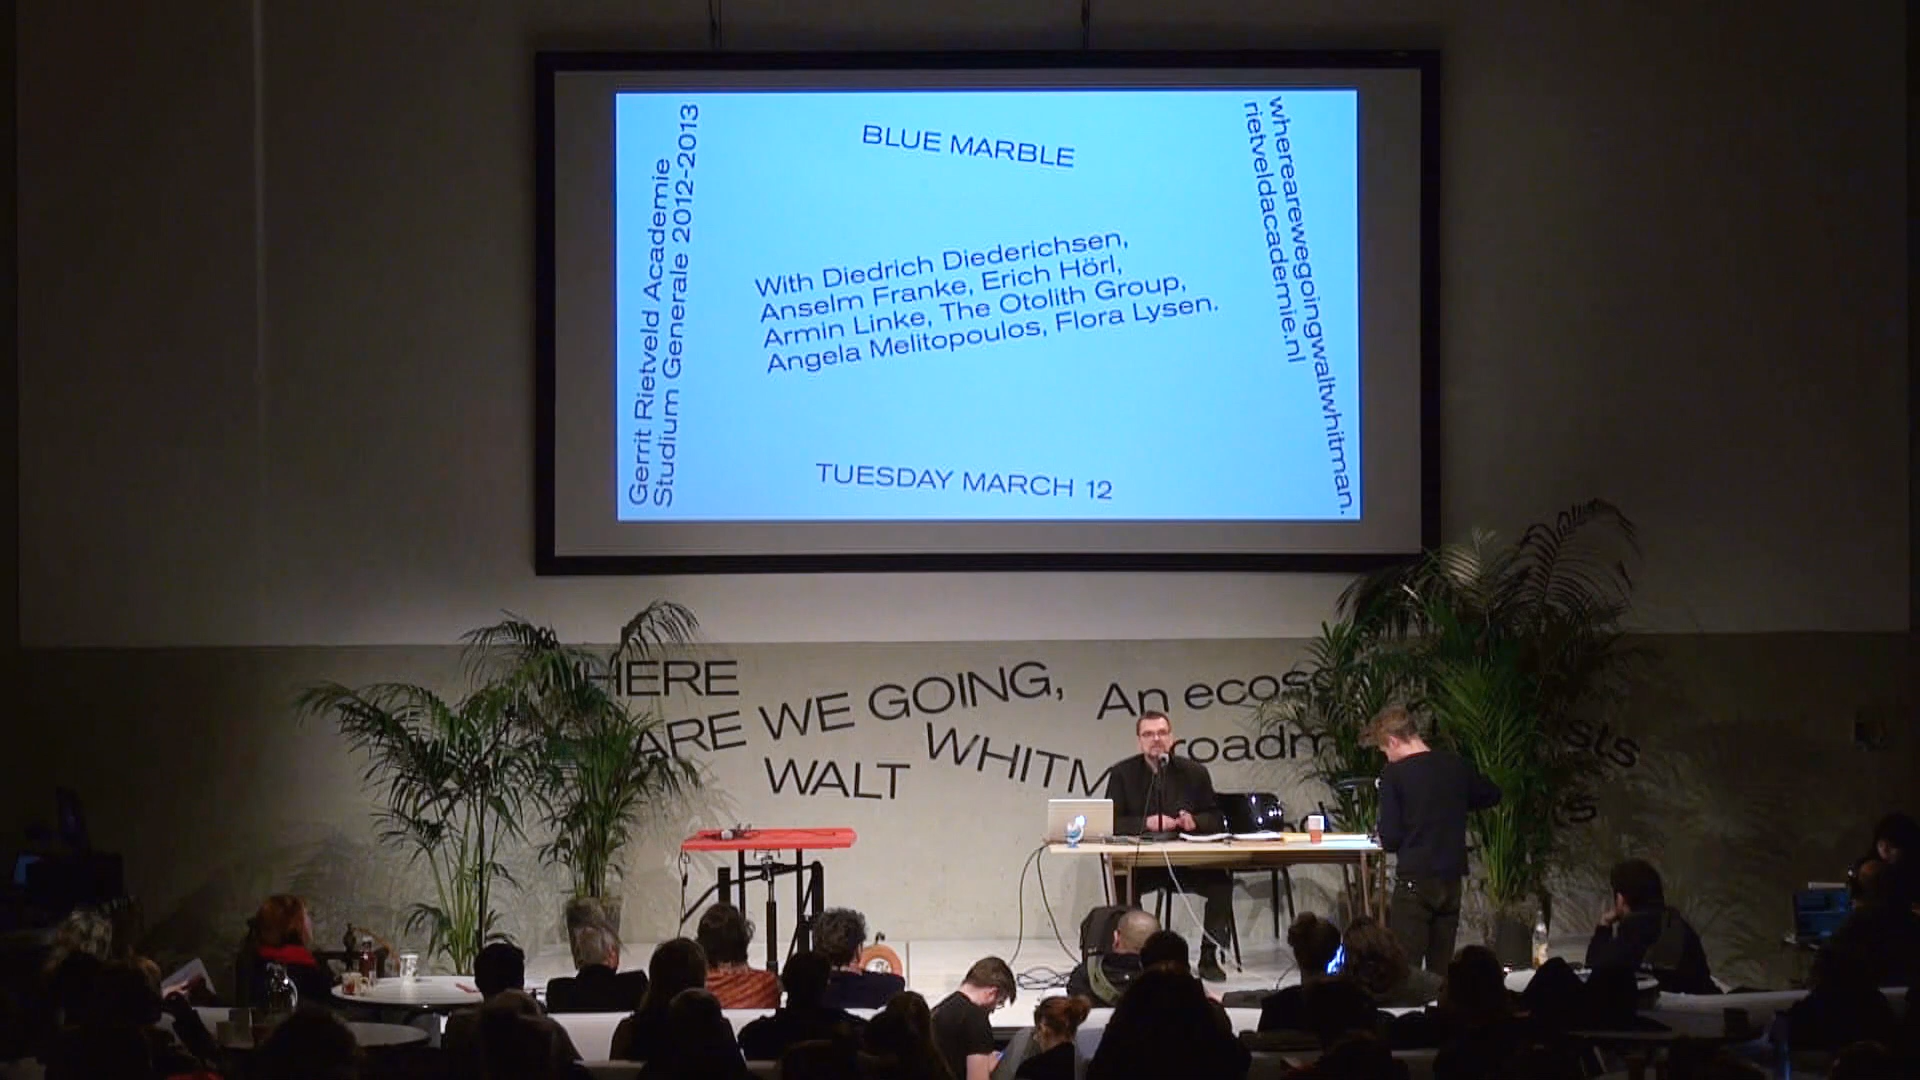 BLUE MARBLE
Gerrit Rietveld Academie
Studium Generale 2012-2013
With Diedrich Diederichsen,
Anselm Franke, Erich Hörl,
Armin Linke, The Otolith Group,
Angela Melitopoulos, Flora Lysen.
wherearewegoingwaltwhitman.
rietveldacademie.nl
TUESDAY MARCH 12
WHERE
ARE WE GOING,
WALT WHITM
An ecos
roadm